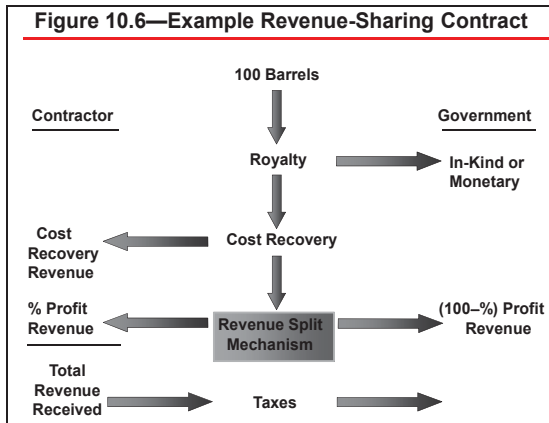 Figure 10.6—Example Revenue-Sharing Contract
100 Barrels
Contractor
Government
Royalty
In-Kind or
Monetary
Cost
Recovery
Revenue
Cost Recovery
% Profit
Revenue
Revenue Split
Mechanism
(100–%) Profit
Revenue
Total
Revenue
Received
Taxes